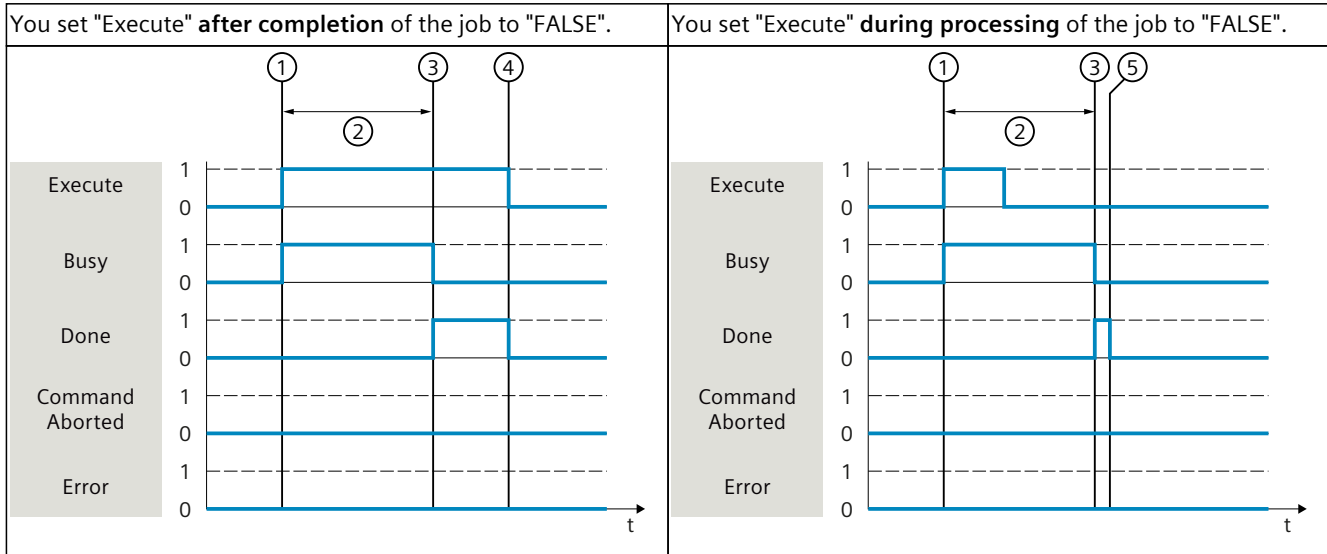 You set "Execute" after completion of the job to "FALSE".
1
3
4
2
Execute
1
0
Busy
1
0
Done
1
0
Command
Aborted
1
0
Error
1
0
t
You set "Execute" during processing of the job to "FALSE".
1
3
5
2
Execute
1
0
Busy
1
0
Done
1
0
Command
Aborted
1
0
Error
1
0
t